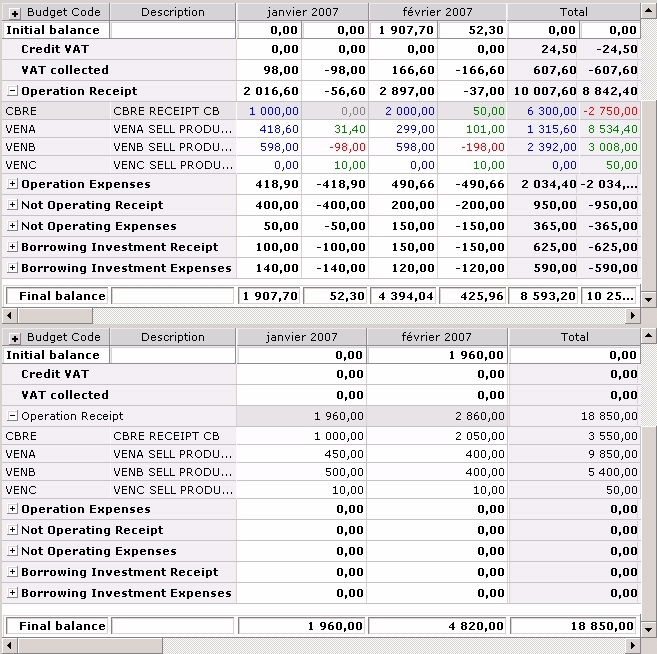 Budget Code Description janvier 2007 février 2007 Total
Initial balance 0,00 0,00 1 907,70 52,30 0,00 0,00
Credit VAT 0,00 0,00 0,00 0,00 24,50 -24,50
VAT collected 98,00 -98,00 166,60 -166,60 607,60 -607,60
Operation Receipt 2 016,60 -56,60 2 897,00 -37,00 10 007,60 8 842,40
CBRE CBRE RECEIPT CB 1 000,00 0,00 2 000,00 50,00 6 300,00 -2 750,00
VENA VENA SELL PRODU... 418,60 31,40 299,00 101,00 1 315,60 8 534,40
VENB VENB SELL PRODU... 598,00 -98,00 598,00 -198,00 2 392,00 3 008,00
VENC VENC SELL PRODU... 0,00 10,00 0,00 10,00 0,00 50,00
Operation Expenses 418,90 -418,90 490,66 -490,66 2 034,40 -2 034,...
Not Operating Receipt 400,00 -400,00 200,00 -200,00 950,00 -950,00
Not Operating Expenses 50,00 -50,00 150,00 -150,00 365,00 -365,00
Borrowing Investment Receipt 100,00 -100,00 150,00 -150,00 625,00 -625,00
Borrowing Investment Expenses 140,00 -140,00 120,00 -120,00 590,00 -590,00
Final balance 1 907,70 52,30 4 394,04 425,96 8 593,20 10 25...
Budget Code Description janvier 2007 février 2007 Total
Initial balance 0,00 1 960,00 0,00
Credit VAT 0,00 0,00 0,00
VAT collected 0,00 0,00 0,00
Operation Receipt 1 960,00 2 860,00 18 850,00
CBRE CBRE RECEIPT CB 1 000,00 2 050,00 3 550,00
VENA VENA SELL PRODU... 450,00 400,00 9 850,00
VENB VENB SELL PRODU... 500,00 400,00 5 400,00
VENC VENC SELL PRODU... 10,00 10,00 50,00
Operation Expenses 0,00 0,00 0,00
Not Operating Receipt 0,00 0,00 0,00
Not Operating Expenses 0,00 0,00 0,00
Borrowing Investment Receipt 0,00 0,00 0,00
Borrowing Investment Expenses 0,00 0,00 0,00
Final balance 1 960,00 4 820,00 18 850,00